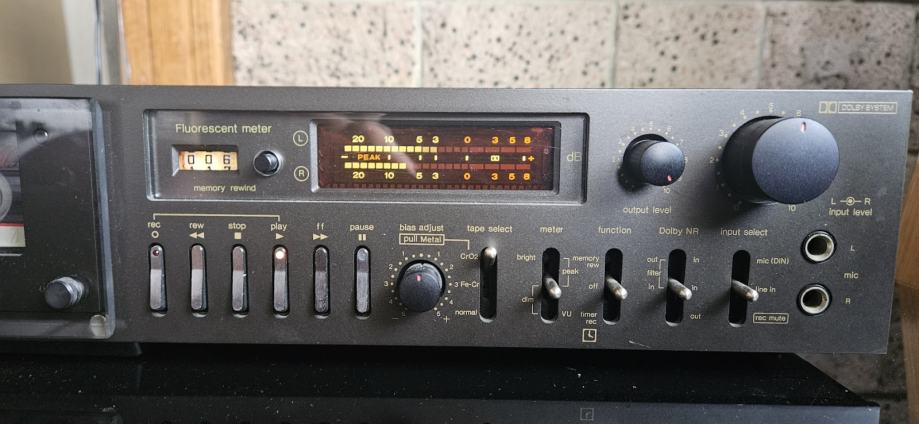 DOLBY SYSTEM
Fluorescent meter
L
R
20 10 5 3 0 3 5 8
- PEAK +
20 10 5 3 0 3 5 8
dB
0 0 6
memory rewind
output level
10
10
L R
input level
rec rew stop play ff pause
bias adjust
pull Metal
tape select
CrO2
Fe-Cr
normal
meter
bright
dim
peak
VU
function
memory
rew
off
timer
rec
Dolby NR
out
filter
in
in
out
input select
mic (DIN)
line in
rec mute
L
mic
R